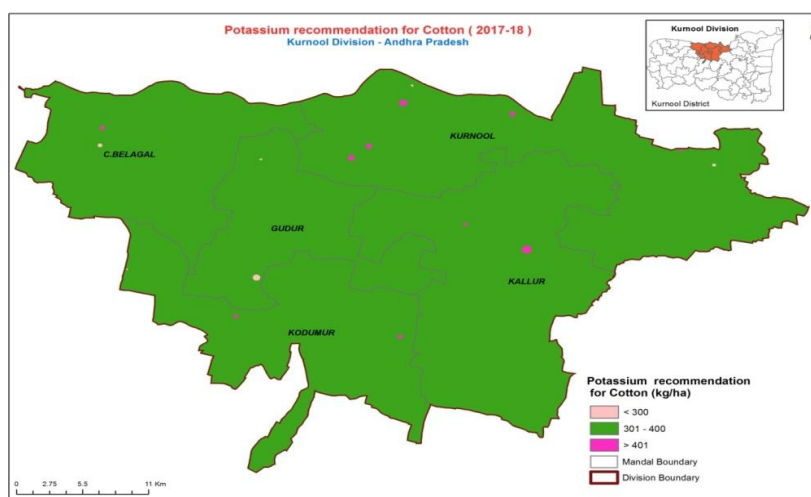 Potassium recommendation for Cotton ( 2017-18 )
Kurnool Division - Andhra Pradesh
Kurnool Division
Kurnool District
KURNOOL
C.BELAGAL
GUDUR
KALLUR
KODUMUR
Potassium recommendation
for Cotton (kg/ha)
< 300
301 - 400
> 401
Mandal Boundary
Division Boundary
0 2.75 5.5 11 Km